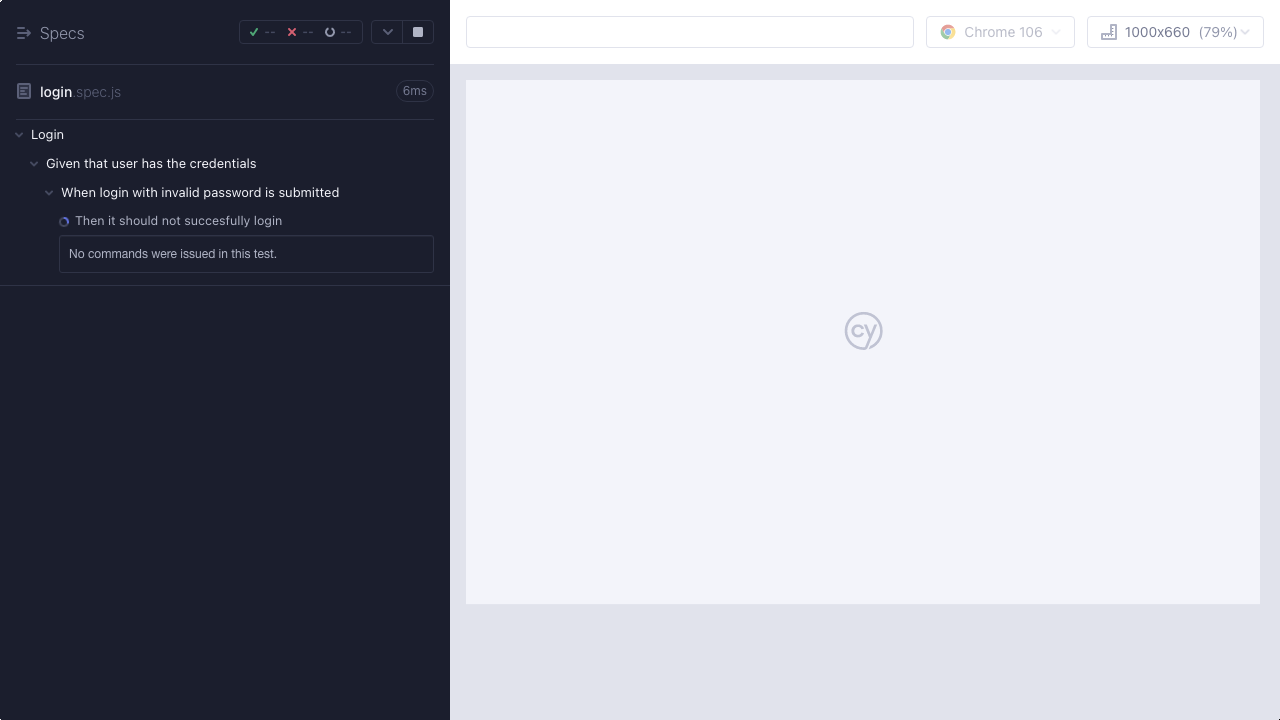 Specs -- -- --
login.spec.js 6ms
Login
Given that user has the credentials
When login with invalid password is submitted
Then it should not succesfully login
No commands were issued in this test.
Chrome 106 1000x660 (79%)
cy